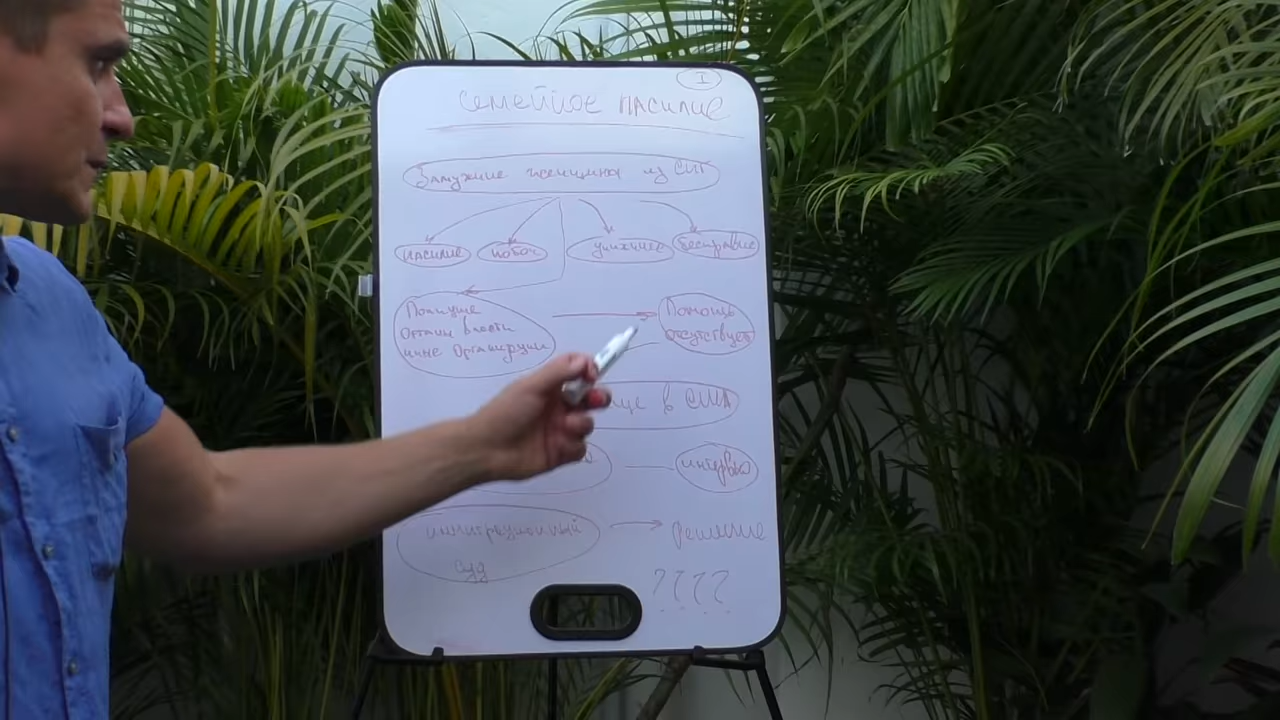 I
СЕМЕЙНОЕ НАСИЛИЕ
Замужние женщины из СНГ
насилие побои унижение бесправие
Полиция
Органы власти
иные организации
Помощь
отсутствует
в США
интервью
иммиграционный
суд
решение
????